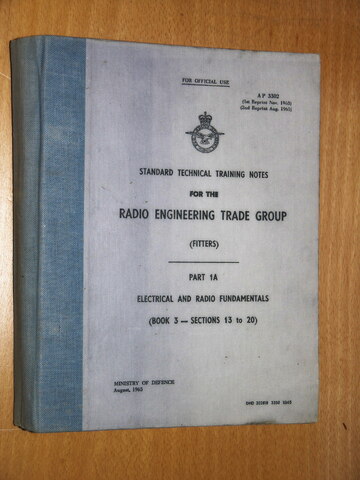 FOR OFFICIAL USE
A P 3302
(1st Reprint Nov. 1963)
(2nd Reprint Aug. 1965)
STANDARD TECHNICAL TRAINING NOTES
FOR THE
RADIO ENGINEERING TRADE GROUP
(FITTERS)
PART 1A
ELECTRICAL AND RADIO FUNDAMENTALS
(BOOK 3 — SECTIONS 13 to 20)
MINISTRY OF DEFENCE
August, 1965